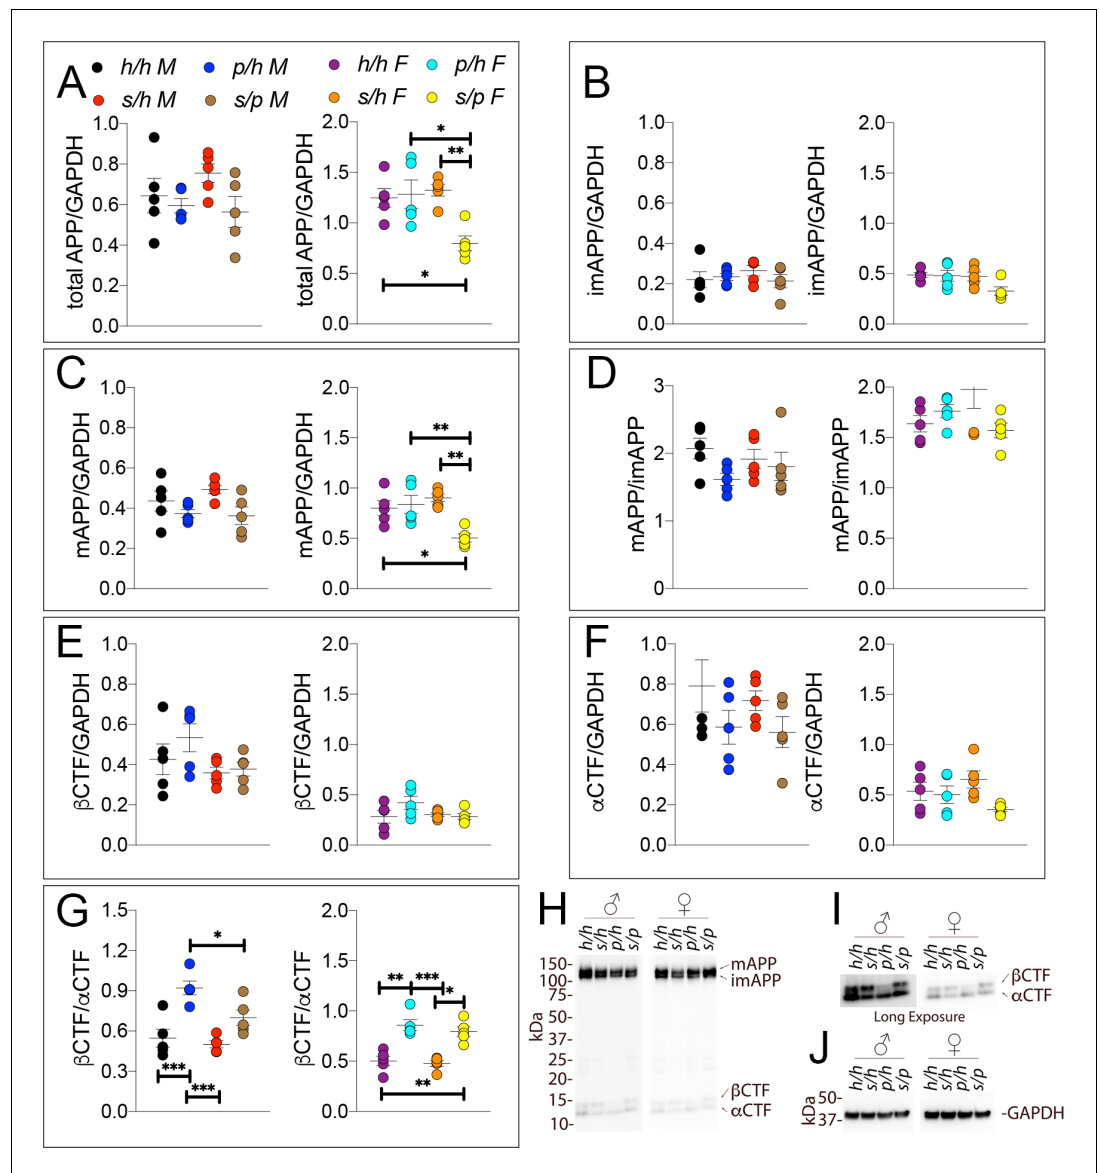 A
h/h M
p/h M
h/h F
p/h F
s/h M
s/p M
s/h F
s/p F
total APP/GAPDH
1.0
0.8
0.6
0.4
0.2
0.0
total APP/GAPDH
2.0
1.5
1.0
0.5
0.0
*
**
*
B
imAPP/GAPDH
1.0
0.8
0.6
0.4
0.2
0.0
imAPP/GAPDH
2.0
1.5
1.0
0.5
0.0
C
mAPP/GAPDH
1.0
0.8
0.6
0.4
0.2
0.0
mAPP/GAPDH
2.0
1.5
1.0
0.5
0.0
**
**
*
D
mAPP/imAPP
3
2
1
0
mAPP/imAPP
2.0
1.5
1.0
0.5
0.0
E
βCTF/GAPDH
1.0
0.8
0.6
0.4
0.2
0.0
βCTF/GAPDH
2.0
1.5
1.0
0.5
0.0
F
αCTF/GAPDH
1.0
0.8
0.6
0.4
0.2
0.0
αCTF/GAPDH
2.0
1.5
1.0
0.5
0.0
G
βCTF/αCTF
1.5
1.2
0.9
0.6
0.3
0.0
*
***
***
βCTF/αCTF
2.0
1.5
1.0
0.5
0.0
** ***
*
**
H
♂ ♀
h/h s/h p/h s/p h/h s/h p/h s/p
kDa
150-
100-
75-
50-
37-
25-
20-
15-
10-
mAPP
imAPP
βCTF
αCTF
I
♂ ♀
h/h s/h p/h s/p h/h s/h p/h s/p
βCTF
αCTF
Long Exposure
J
♂ ♀
h/h s/h p/h s/p h/h s/h p/h s/p
kDa
50-
37-
-GAPDH